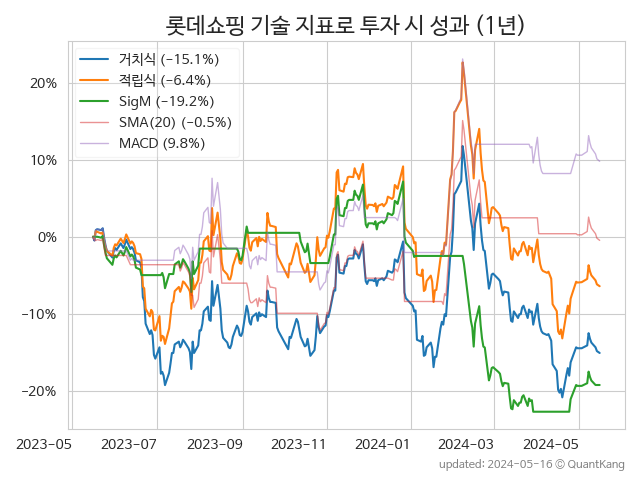 롯데쇼핑 기술 지표로 투자 시 성과 (1년)
거치식 (-15.1%)
적립식 (-6.4%)
SigM (-19.2%)
SMA(20) (-0.5%)
MACD (9.8%)
20%
10%
0%
-10%
-20%
2023-05 2023-07 2023-09 2023-11 2024-01 2024-03 2024-05
updated: 2024-05-16 © QuantKang